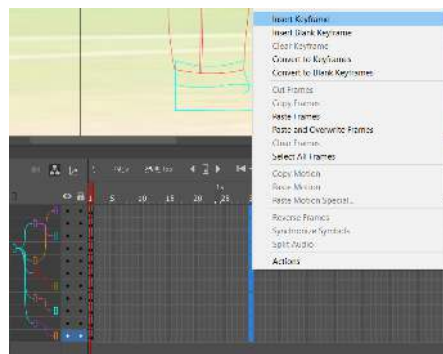 Insert Keyframe
Insert Blank Keyframe
Clear Keyframe
Convert to Keyframes
Convert to Blank Keyframes
Cut Frames
Copy Frames
Paste Frames
Paste and Overwrite Frames
Clear Frames
Select All Frames
Copy Motion
Paste Motion
Paste Motion Special...
Reverse Frames
Synchronize Symbols
Split Audio
Actions
1s
1 5 10 15 20 25